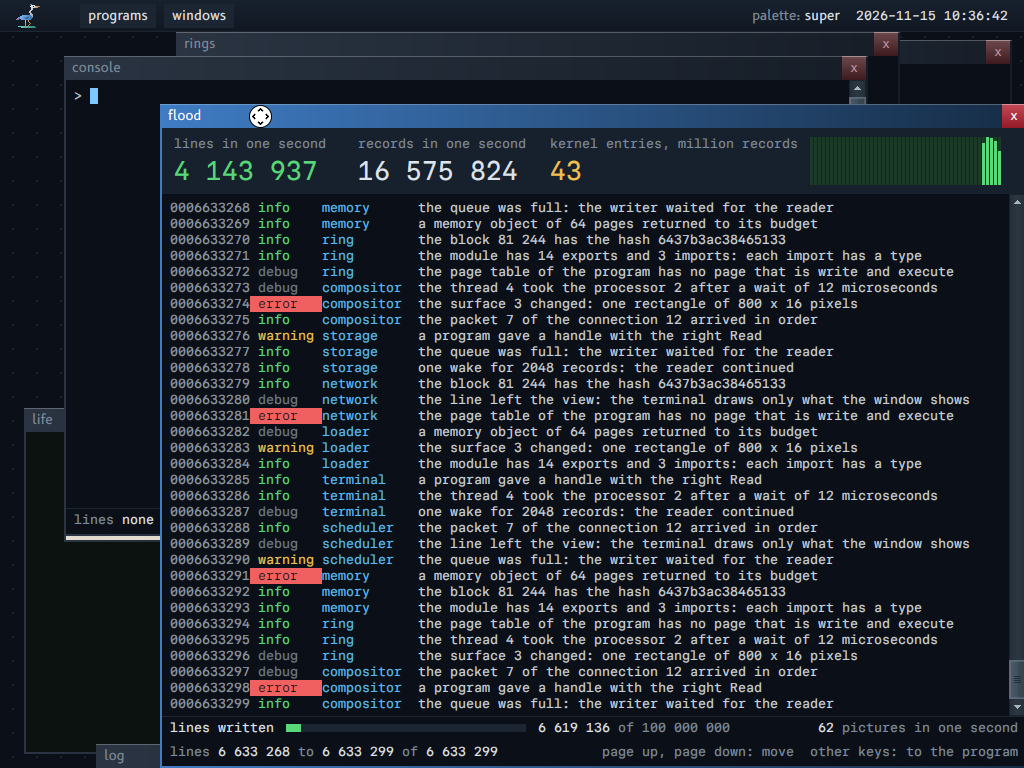 programs windows palette: super 2026-11-15 10:36:42
rings x
x
console x
>
flood x
lines in one second records in one second kernel entries, million records
4 143 937 16 575 824 43
0006633268 info memory the queue was full: the writer waited for the reader
0006633269 info memory a memory object of 64 pages returned to its budget
0006633270 info ring the block 81 244 has the hash 6437b3ac38465133
0006633271 info ring the module has 14 exports and 3 imports: each import has a type
0006633272 debug ring the page table of the program has no page that is write and execute
0006633273 debug compositor the thread 4 took the processor 2 after a wait of 12 microseconds
0006633274 error compositor the surface 3 changed: one rectangle of 800 x 16 pixels
0006633275 info compositor the packet 7 of the connection 12 arrived in order
0006633276 warning storage a program gave a handle with the right Read
0006633277 info storage the queue was full: the writer waited for the reader
0006633278 info storage one wake for 2048 records: the reader continued
0006633279 info network the block 81 244 has the hash 6437b3ac38465133
0006633280 debug network the line left the view: the terminal draws only what the window shows
0006633281 error network the page table of the program has no page that is write and execute
0006633282 debug loader a memory object of 64 pages returned to its budget
0006633283 warning loader the surface 3 changed: one rectangle of 800 x 16 pixels
0006633284 info loader the module has 14 exports and 3 imports: each import has a type
0006633285 info terminal a program gave a handle with the right Read
0006633286 info terminal the thread 4 took the processor 2 after a wait of 12 microseconds
0006633287 debug terminal one wake for 2048 records: the reader continued
0006633288 info scheduler the packet 7 of the connection 12 arrived in order
0006633289 debug scheduler the line left the view: the terminal draws only what the window shows
0006633290 warning scheduler the queue was full: the writer waited for the reader
0006633291 error memory a memory object of 64 pages returned to its budget
0006633292 info memory the block 81 244 has the hash 6437b3ac38465133
0006633293 info memory the module has 14 exports and 3 imports: each import has a type
0006633294 info ring the page table of the program has no page that is write and execute
0006633295 info ring the thread 4 took the processor 2 after a wait of 12 microseconds
0006633296 debug ring the surface 3 changed: one rectangle of 800 x 16 pixels
0006633297 debug compositor the packet 7 of the connection 12 arrived in order
0006633298 error compositor a program gave a handle with the right Read
0006633299 info compositor the queue was full: the writer waited for the reader
lines written 6 619 136 of 100 000 000 62 pictures in one second
lines 6 633 268 to 6 633 299 of 6 633 299 page up, page down: move other keys: to the program
life
lines none
log